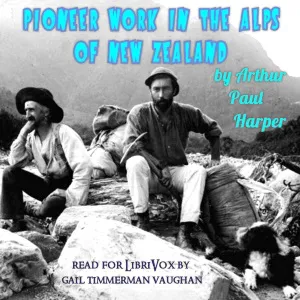 PIONEER WORK IN THE ALPS
OF NEW ZEALAND
by Arthur
Paul
Harper
READ FOR LIBRIVOX BY
GAIL TIMMERMAN VAUGHAN